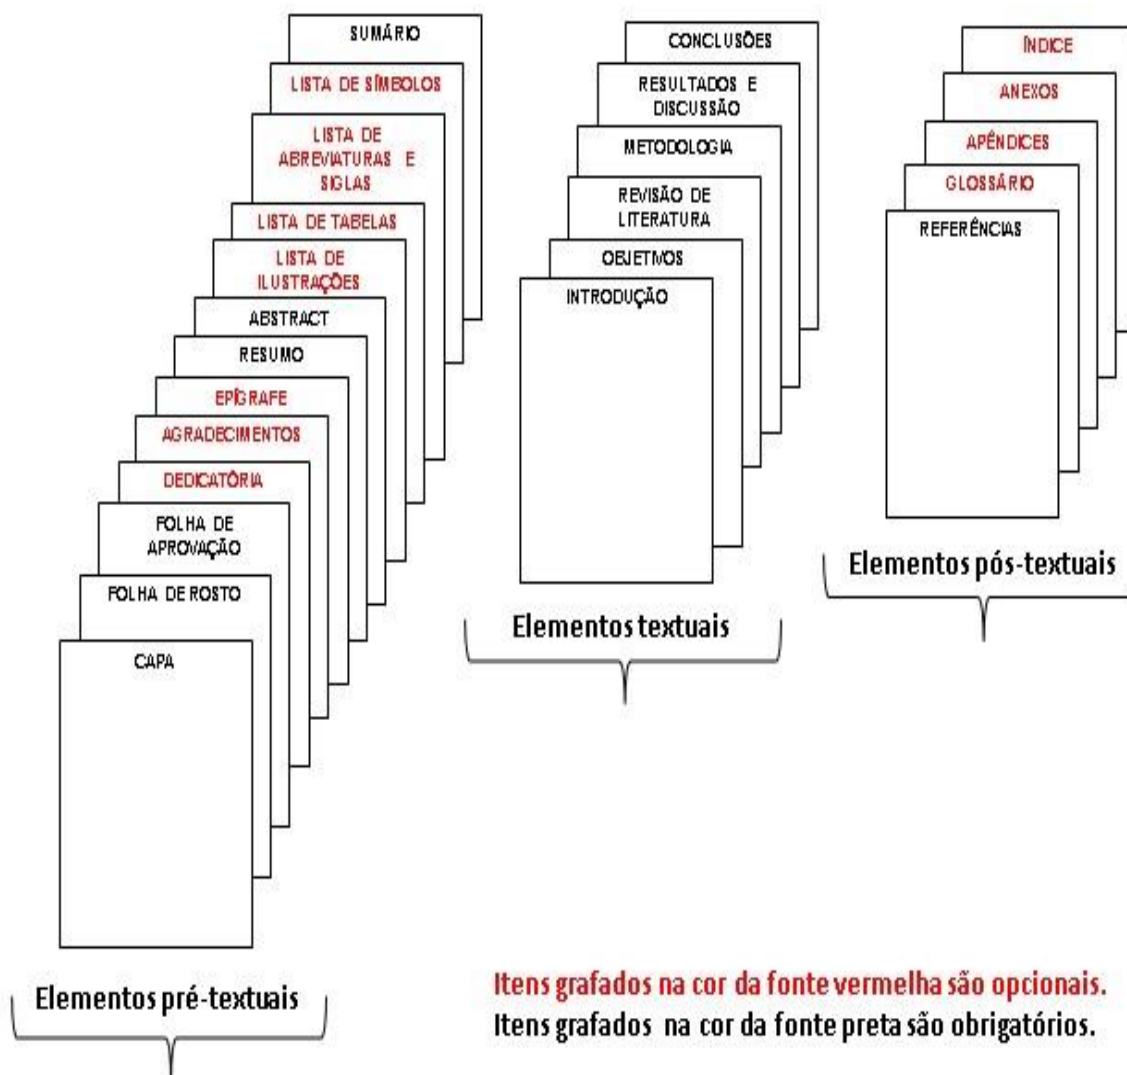 SUMÁRIO
LISTA DE SÍMBOLOS
LISTA DE
ABREVIATURAS E
SIGLAS
LISTA DE TABELAS
LISTA DE
ILUSTRAÇÕES
ABSTRACT
RESUMO
EPÍGRAFE
AGRADECIMENTOS
DEDICATÓRIA
FOLHA DE
APROVAÇÃO
FOLHA DE ROSTO
CAPA
Elementos pré-textuais
CONCLUSÕES
RESULTADOS E
DISCUSSÃO
METODOLOGIA
REVISÃO DE
LITERATURA
OBJETIVOS
INTRODUÇÃO
Elementos textuais
ÍNDICE
ANEXOS
APÊNDICES
GLOSSÁRIO
REFERÊNCIAS
Elementos pós-textuais
Itens grafados na cor da fonte vermelha são opcionais.
Itens grafados na cor da fonte preta são obrigatórios.